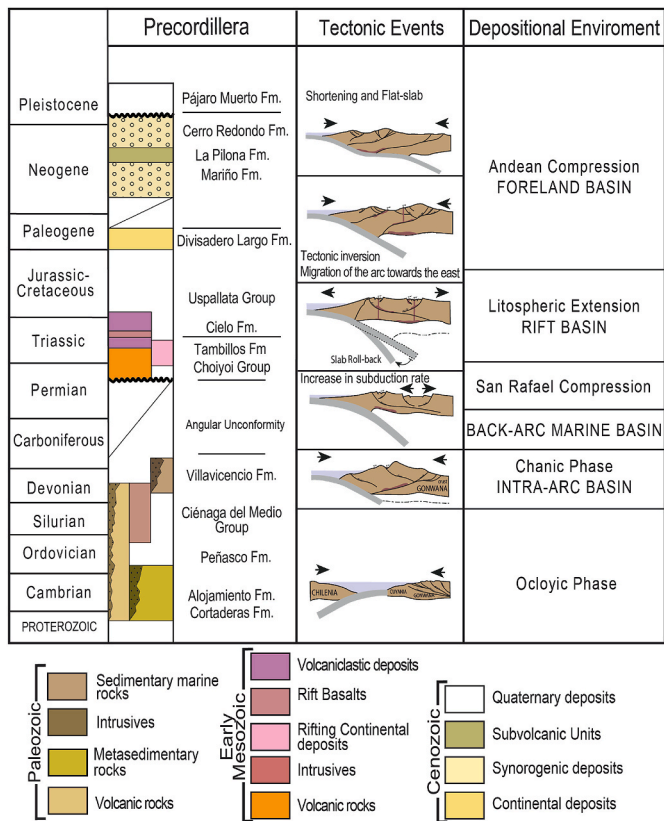 Precordillera
Tectonic Events
Depositional Enviroment
Pleistocene
Neogene
Paleogene
Jurassic-
Cretaceous
Triassic
Permian
Carboniferous
Devonian
Silurian
Ordovician
Cambrian
PROTEROZOIC
Pájaro Muerto Fm.
Cerro Redondo Fm.
La Pilona Fm.
Mariño Fm.
Divisadero Largo Fm.
Uspallata Group
Cielo Fm.
Tambillos Fm
Choiyoi Group
Angular Unconformity
Villavicencio Fm.
Ciénaga del Medio
Group
Peñasco Fm.
Alojamiento Fm.
Cortaderas Fm.
Shortening and Flat-slab
Tectonic inversion
Migration of the arc towards the east
Slab Roll-back
Increase in subduction rate
GONWANA
CHILENIA
CUYANIA
GONGWANA
Andean Compression
FORELAND BASIN
Litospheric Extension
RIFT BASIN
San Rafael Compression
BACK-ARC MARINE BASIN
Chanic Phase
INTRA-ARC BASIN
Ocloyic Phase
Paleozoic
Sedimentary marine
rocks
Intrusives
Metasedimentary
rocks
Volcanic rocks
Early
Mesozoic
Volcaniclastic deposits
Rift Basalts
Rifting Continental
deposits
Intrusives
Volcanic rocks
Cenozoic
Quaternary deposits
Subvolcanic Units
Synorogenic deposits
Continental deposits